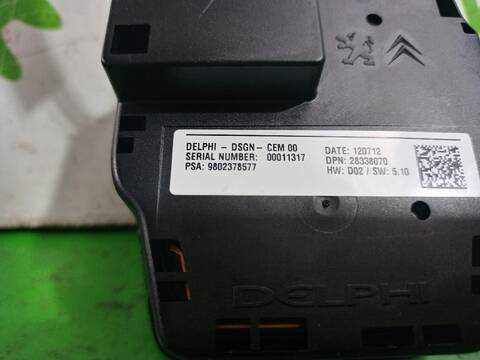 DELPHI - DSGN - CEM 00
SERIAL NUMBER: 00011317
PSA: 9802378577
DATE: 120712
DPN: 28338070
HW: D02 / SW: 5.10
DELPHI